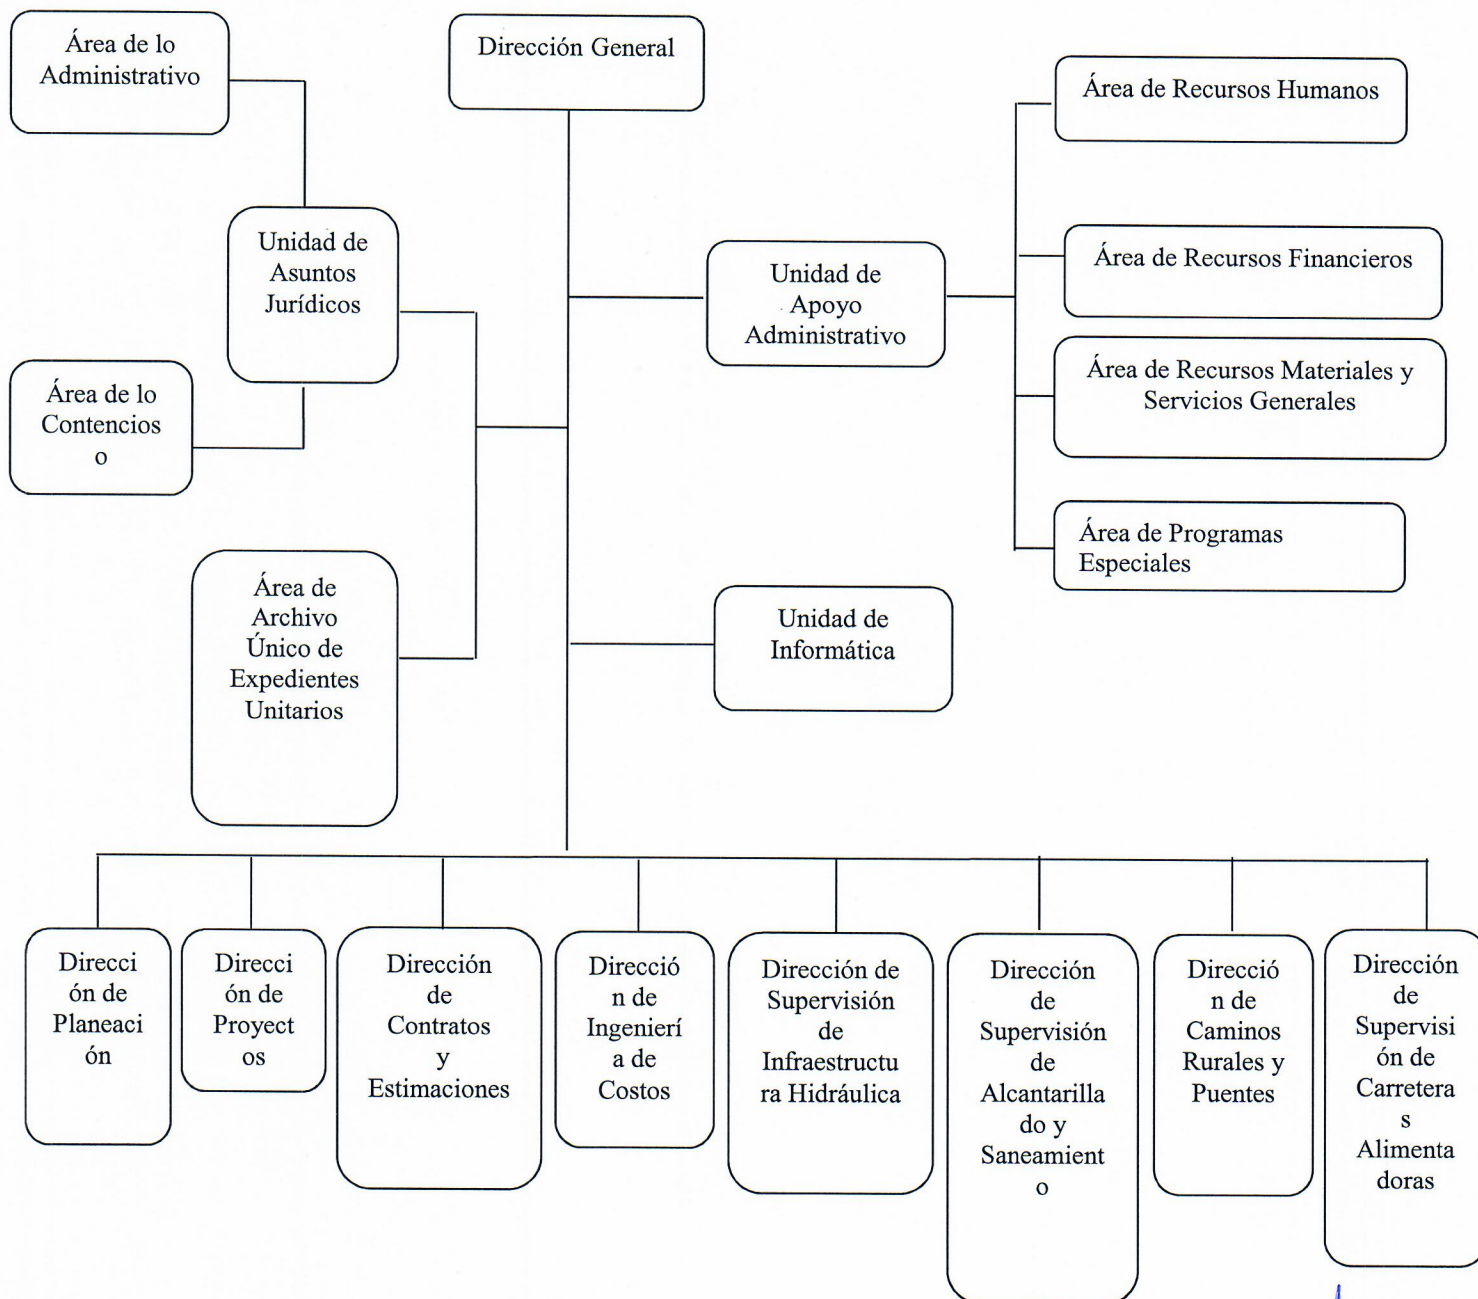 Área de lo
Administrativo
Dirección General
Área de Recursos Humanos
Unidad de
Asuntos
Jurídicos
Unidad de
Apoyo
Administrativo
Área de Recursos Financieros
Área de lo
Contencios
o
Área de Recursos Materiales y
Servicios Generales
Área de Programas
Especiales
Área de
Archivo
Único de
Expedientes
Unitarios
Unidad de
Informática
Direcci
ón de
Planeaci
ón
Direcci
ón de
Proyect
os
Dirección
de
Contratos
y
Estimaciones
Direcció
n de
Ingenierí
a de
Costos
Dirección de
Supervisión
de
Infraestructu
ra Hidráulica
Dirección
de
Supervisión
de
Alcantarilla
do y
Saneamient
o
Direcció
n de
Caminos
Rurales y
Puentes
Dirección
de
Supervisi
ón de
Carretera
s
Alimenta
doras